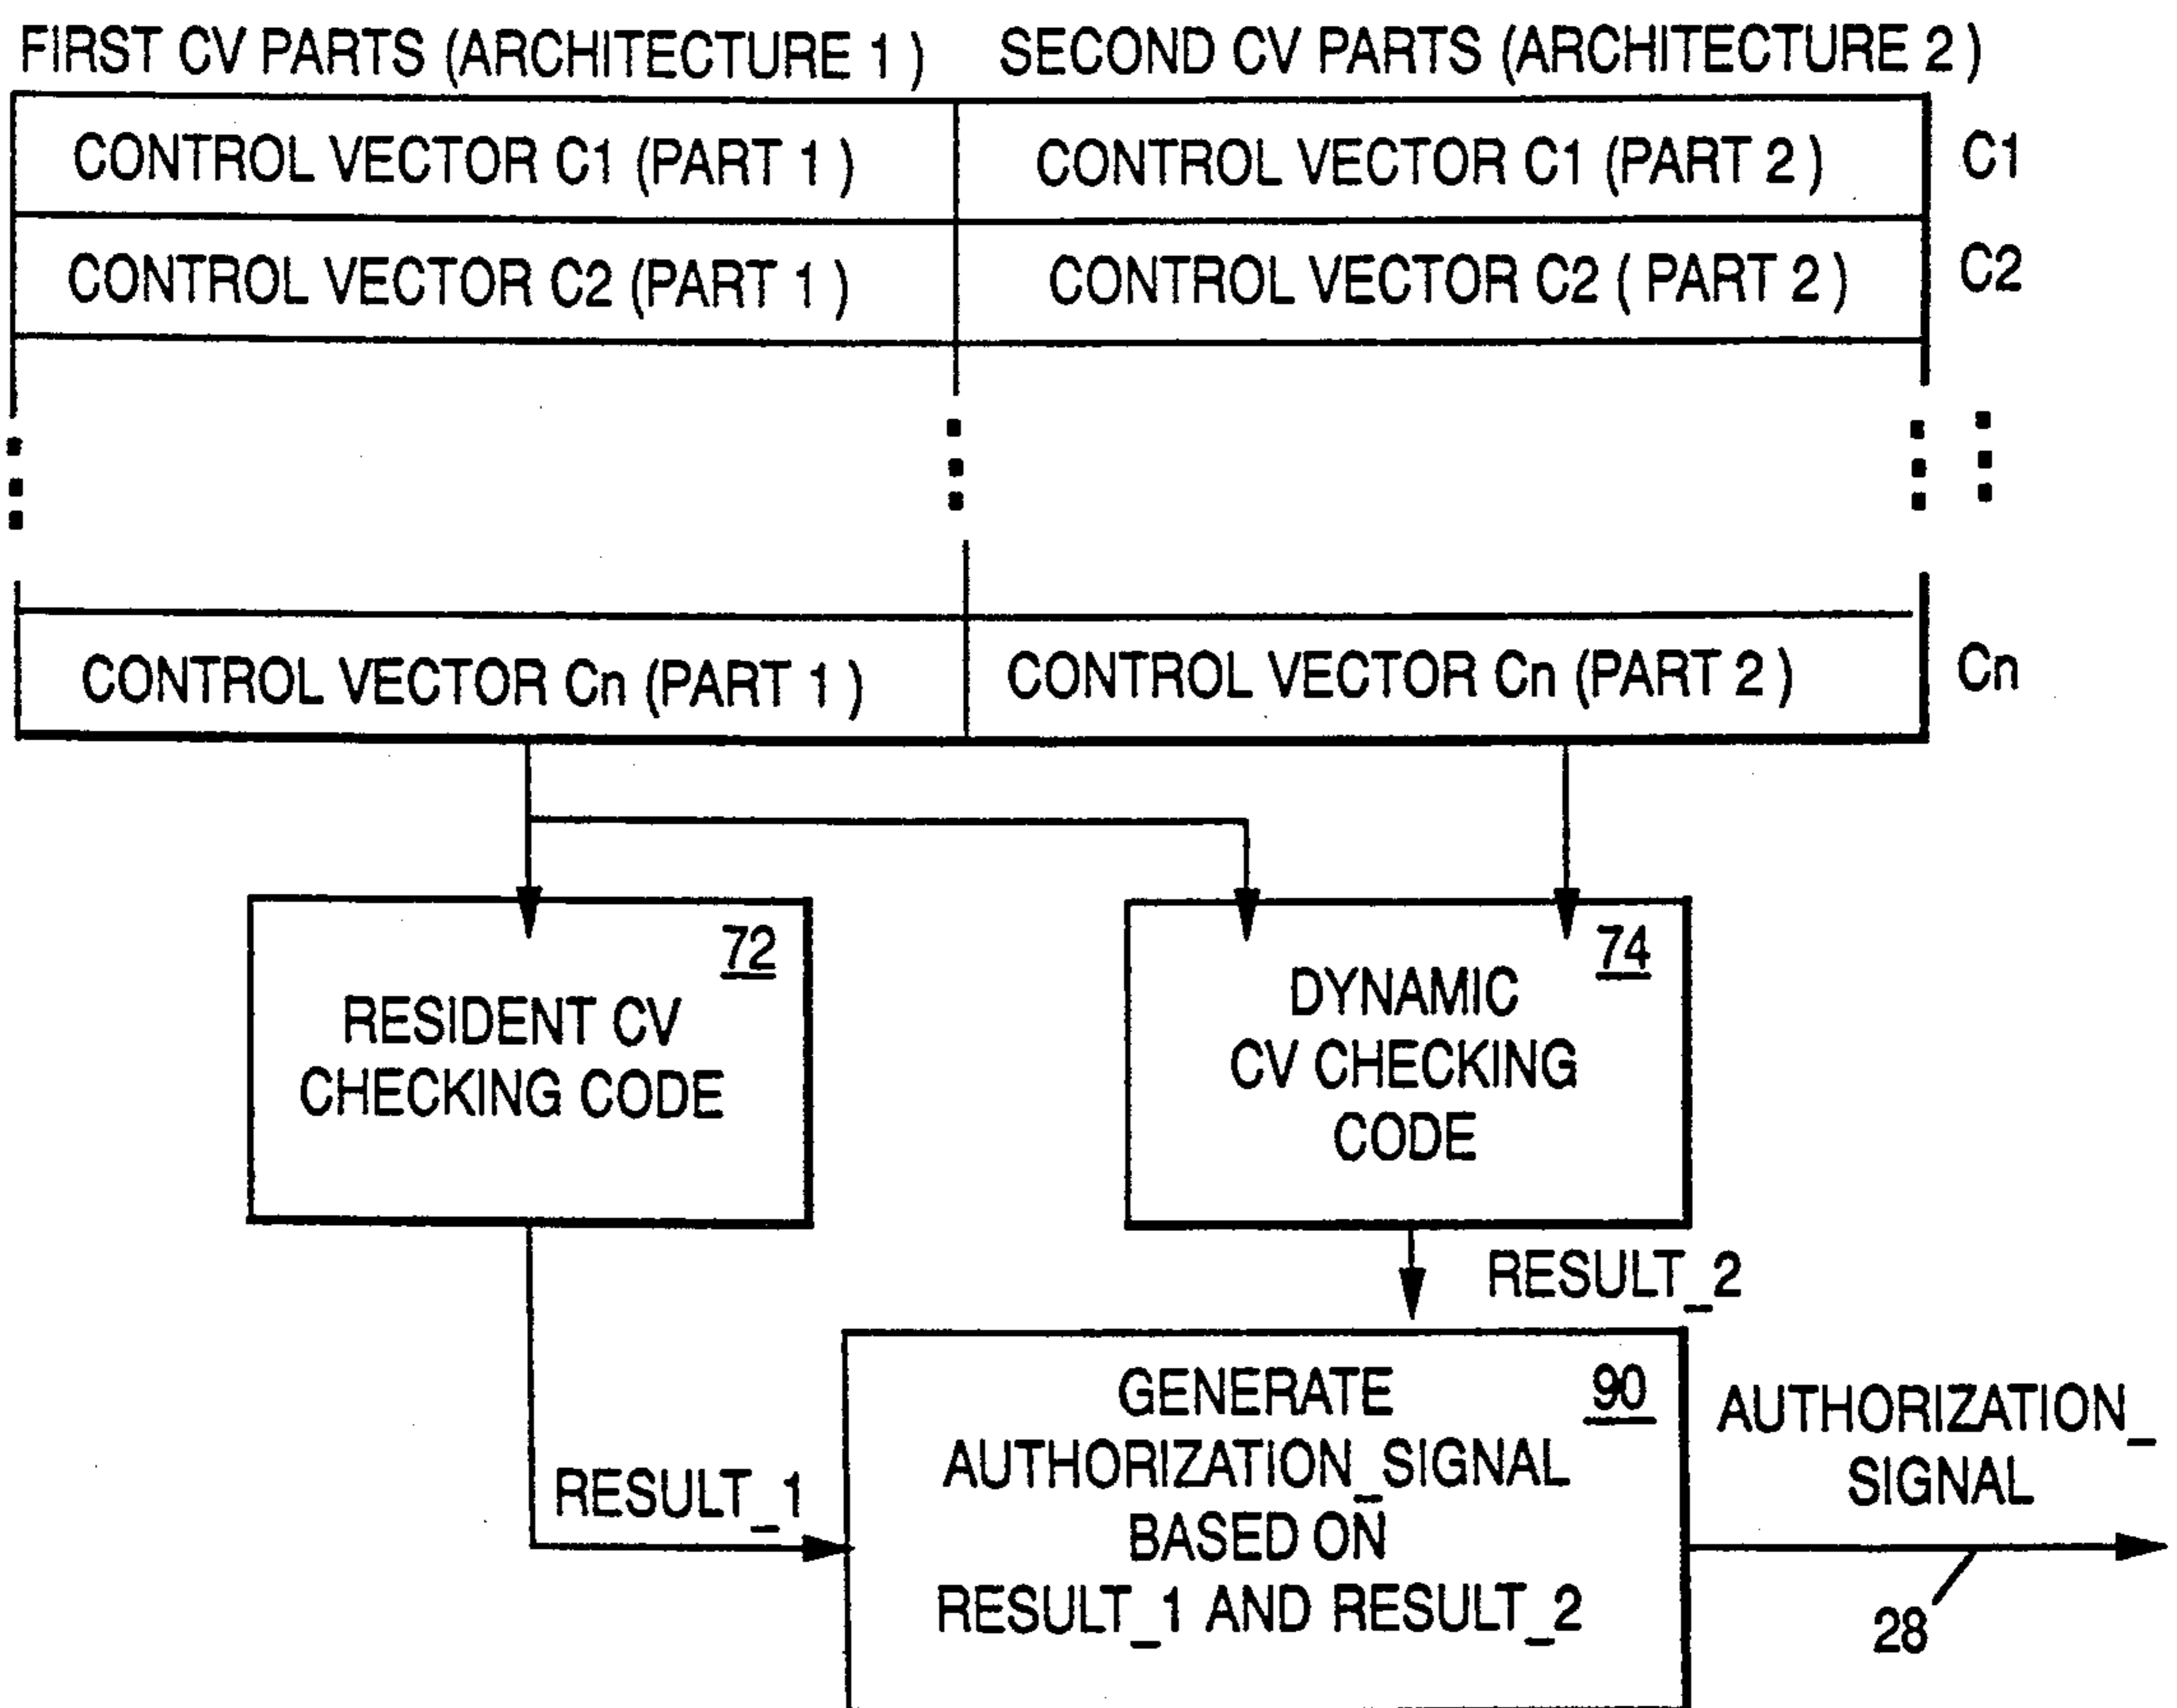 FIRST CV PARTS (ARCHITECTURE 1 ) SECOND CV PARTS (ARCHITECTURE 2 )
CONTROL VECTOR C1 (PART 1 ) CONTROL VECTOR C1 (PART 2 ) C1
CONTROL VECTOR C2 (PART 1 ) CONTROL VECTOR C2 ( PART 2 ) C2
CONTROL VECTOR Cn (PART 1 ) CONTROL VECTOR Cn (PART 2 ) Cn
72
RESIDENT CV
CHECKING CODE
74
DYNAMIC
CV CHECKING
CODE
RESULT_2
RESULT_1
90
GENERATE
AUTHORIZATION_SIGNAL
BASED ON
RESULT_1 AND RESULT_2
AUTHORIZATION_
SIGNAL
28